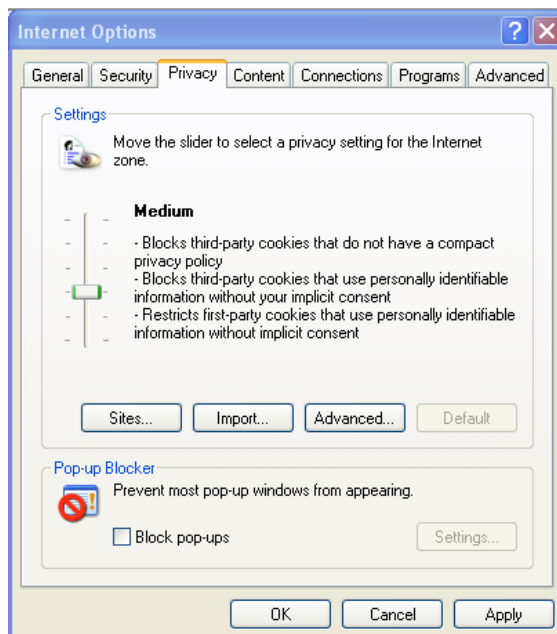 Internet Options
General Security Privacy Content Connections Programs Advanced
Settings
Move the slider to select a privacy setting for the Internet
zone.
Medium
- Blocks third-party cookies that do not have a compact
privacy policy
- Blocks third-party cookies that use personally identifiable
information without your implicit consent
- Restricts first-party cookies that use personally identifiable
information without implicit consent
Sites... Import... Advanced... Default
Pop-up Blocker
Prevent most pop-up windows from appearing.
Block pop-ups Settings...
OK Cancel Apply